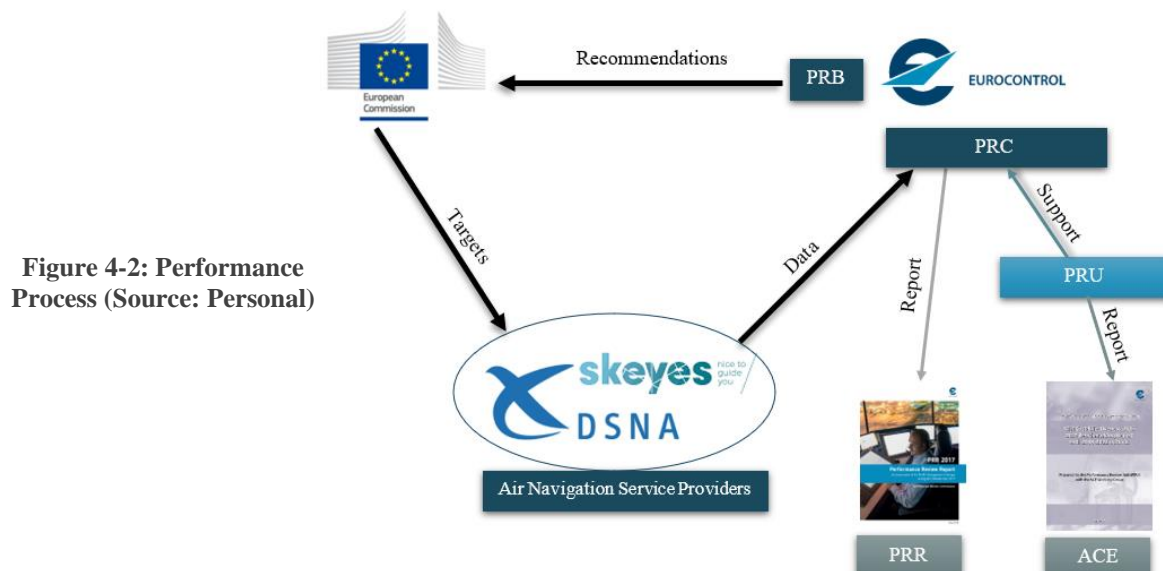 European
Commission
Recommendations
PRB
EUROCONTROL
PRC
Targets
Data
Support
Report
PRU
Report
Figure 4-2: Performance
Process (Source: Personal)
skeyes
nice to
guide
you
DSNA
Air Navigation Service Providers
PRR 2017
Performance Review Report
PRR
ACE